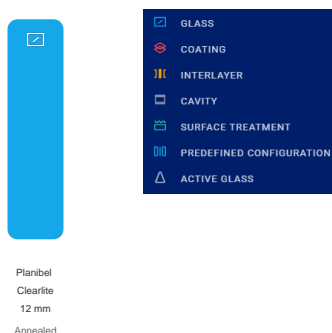 GLASS
COATING
INTERLAYER
CAVITY
SURFACE TREATMENT
PREDEFINED CONFIGURATION
ACTIVE GLASS
Planibel
Clearlite
12 mm
Annealed